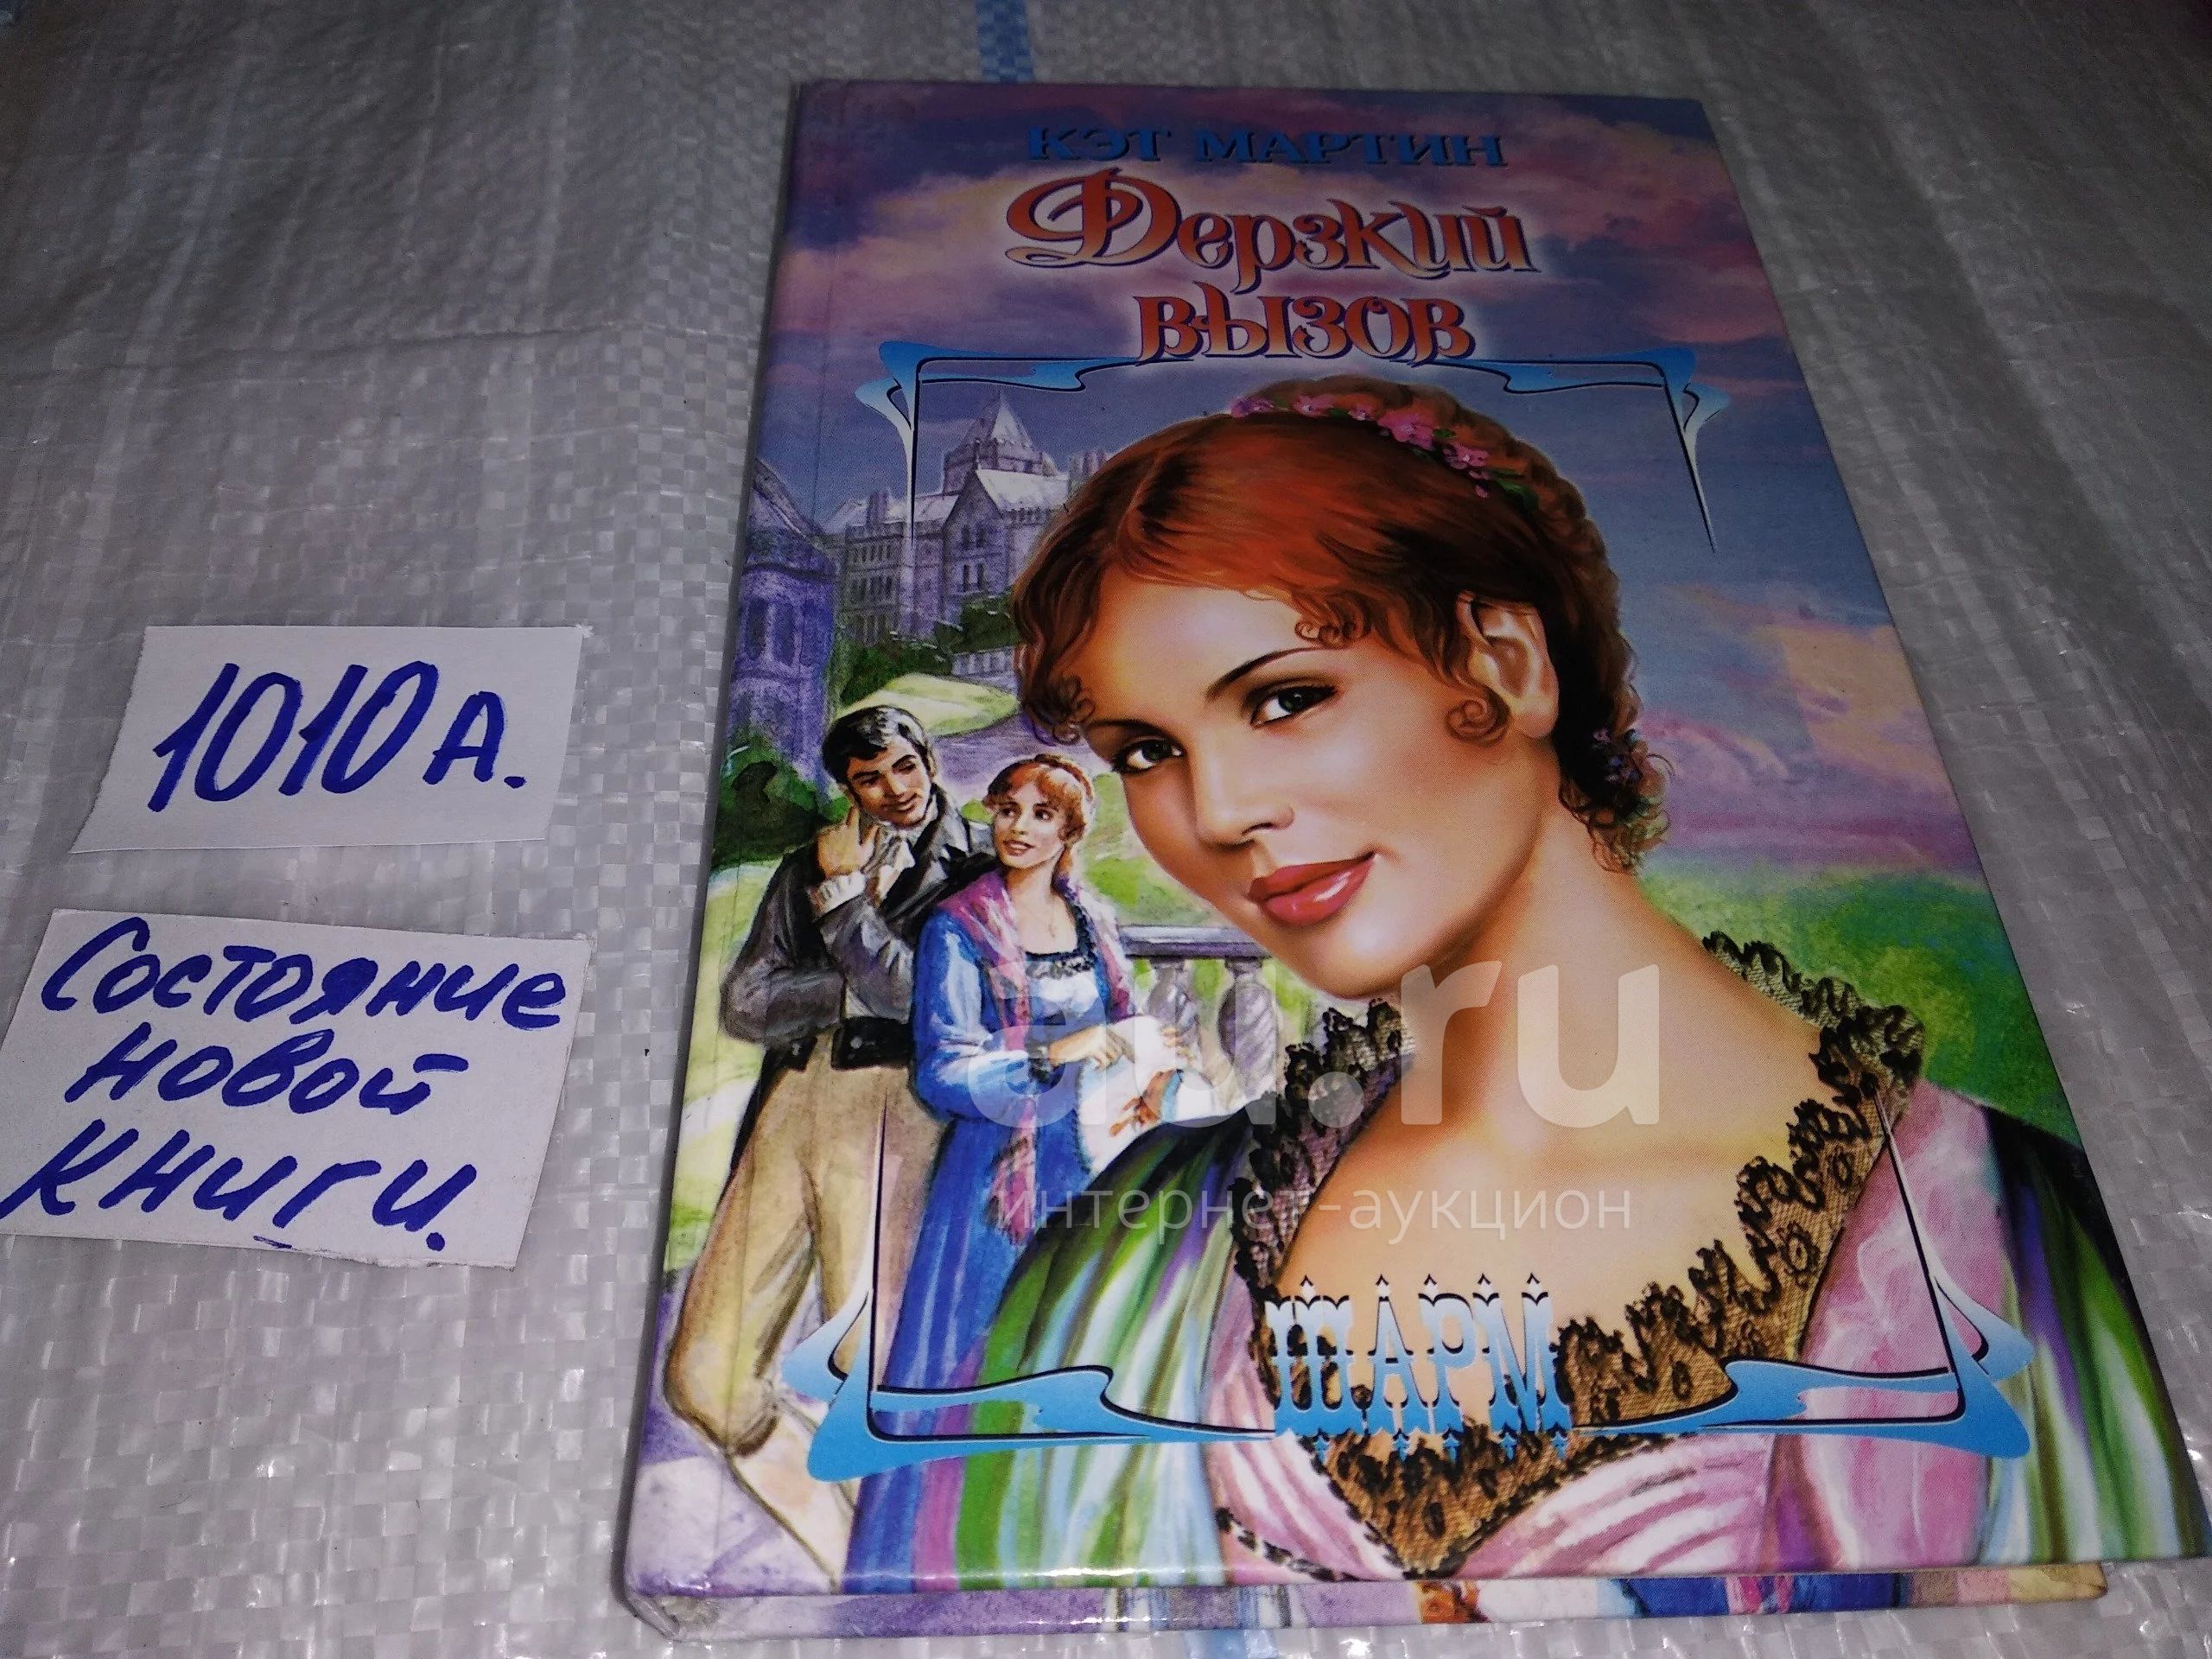 КЭТ МАРТИН
Дерзкий
вызов
1010 А.
Состояние
новой
книги.
au.ru
интернет-аукцион
ШАРМ